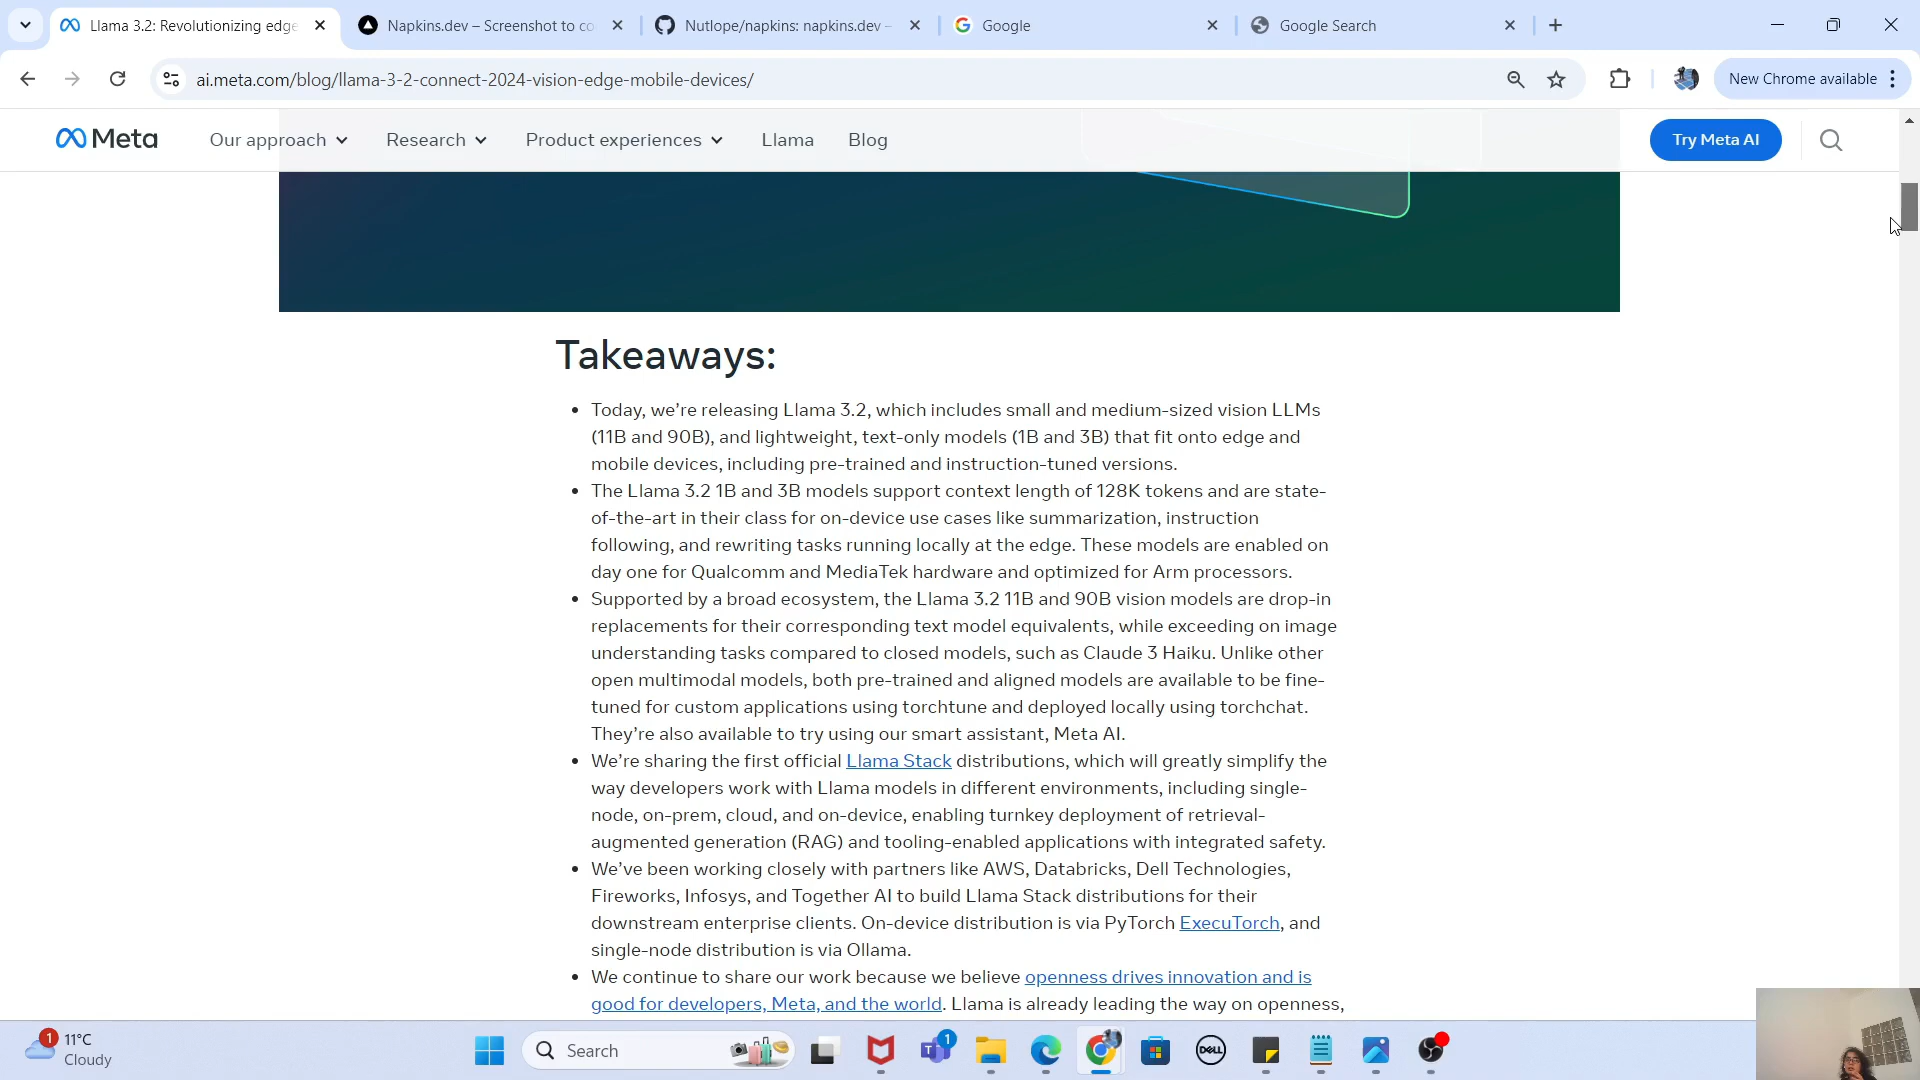 Llama 3.2: Revolutionizing edge
Napkins.dev – Screenshot to co
Nutlope/napkins: napkins.dev –
Google
Google Search
ai.meta.com/blog/llama-3-2-connect-2024-vision-edge-mobile-devices/
New Chrome available
Meta
Our approach
Research
Product experiences
Llama
Blog
Try Meta AI
Takeaways:
• Today, we’re releasing Llama 3.2, which includes small and medium-sized vision LLMs
(11B and 90B), and lightweight, text-only models (1B and 3B) that fit onto edge and
mobile devices, including pre-trained and instruction-tuned versions.
• The Llama 3.2 1B and 3B models support context length of 128K tokens and are state-
of-the-art in their class for on-device use cases like summarization, instruction
following, and rewriting tasks running locally at the edge. These models are enabled on
day one for Qualcomm and MediaTek hardware and optimized for Arm processors.
• Supported by a broad ecosystem, the Llama 3.2 11B and 90B vision models are drop-in
replacements for their corresponding text model equivalents, while exceeding on image
understanding tasks compared to closed models, such as Claude 3 Haiku. Unlike other
open multimodal models, both pre-trained and aligned models are available to be fine-
tuned for custom applications using torchtune and deployed locally using torchchat.
They’re also available to try using our smart assistant, Meta AI.
• We’re sharing the first official Llama Stack distributions, which will greatly simplify the
way developers work with Llama models in different environments, including single-
node, on-prem, cloud, and on-device, enabling turnkey deployment of retrieval-
augmented generation (RAG) and tooling-enabled applications with integrated safety.
• We’ve been working closely with partners like AWS, Databricks, Dell Technologies,
Fireworks, Infosys, and Together AI to build Llama Stack distributions for their
downstream enterprise clients. On-device distribution is via PyTorch ExecuTorch, and
single-node distribution is via Ollama.
• We continue to share our work because we believe openness drives innovation and is
good for developers, Meta, and the world. Llama is already leading the way on openness,
1
11°C
Cloudy
Search
1
DELL